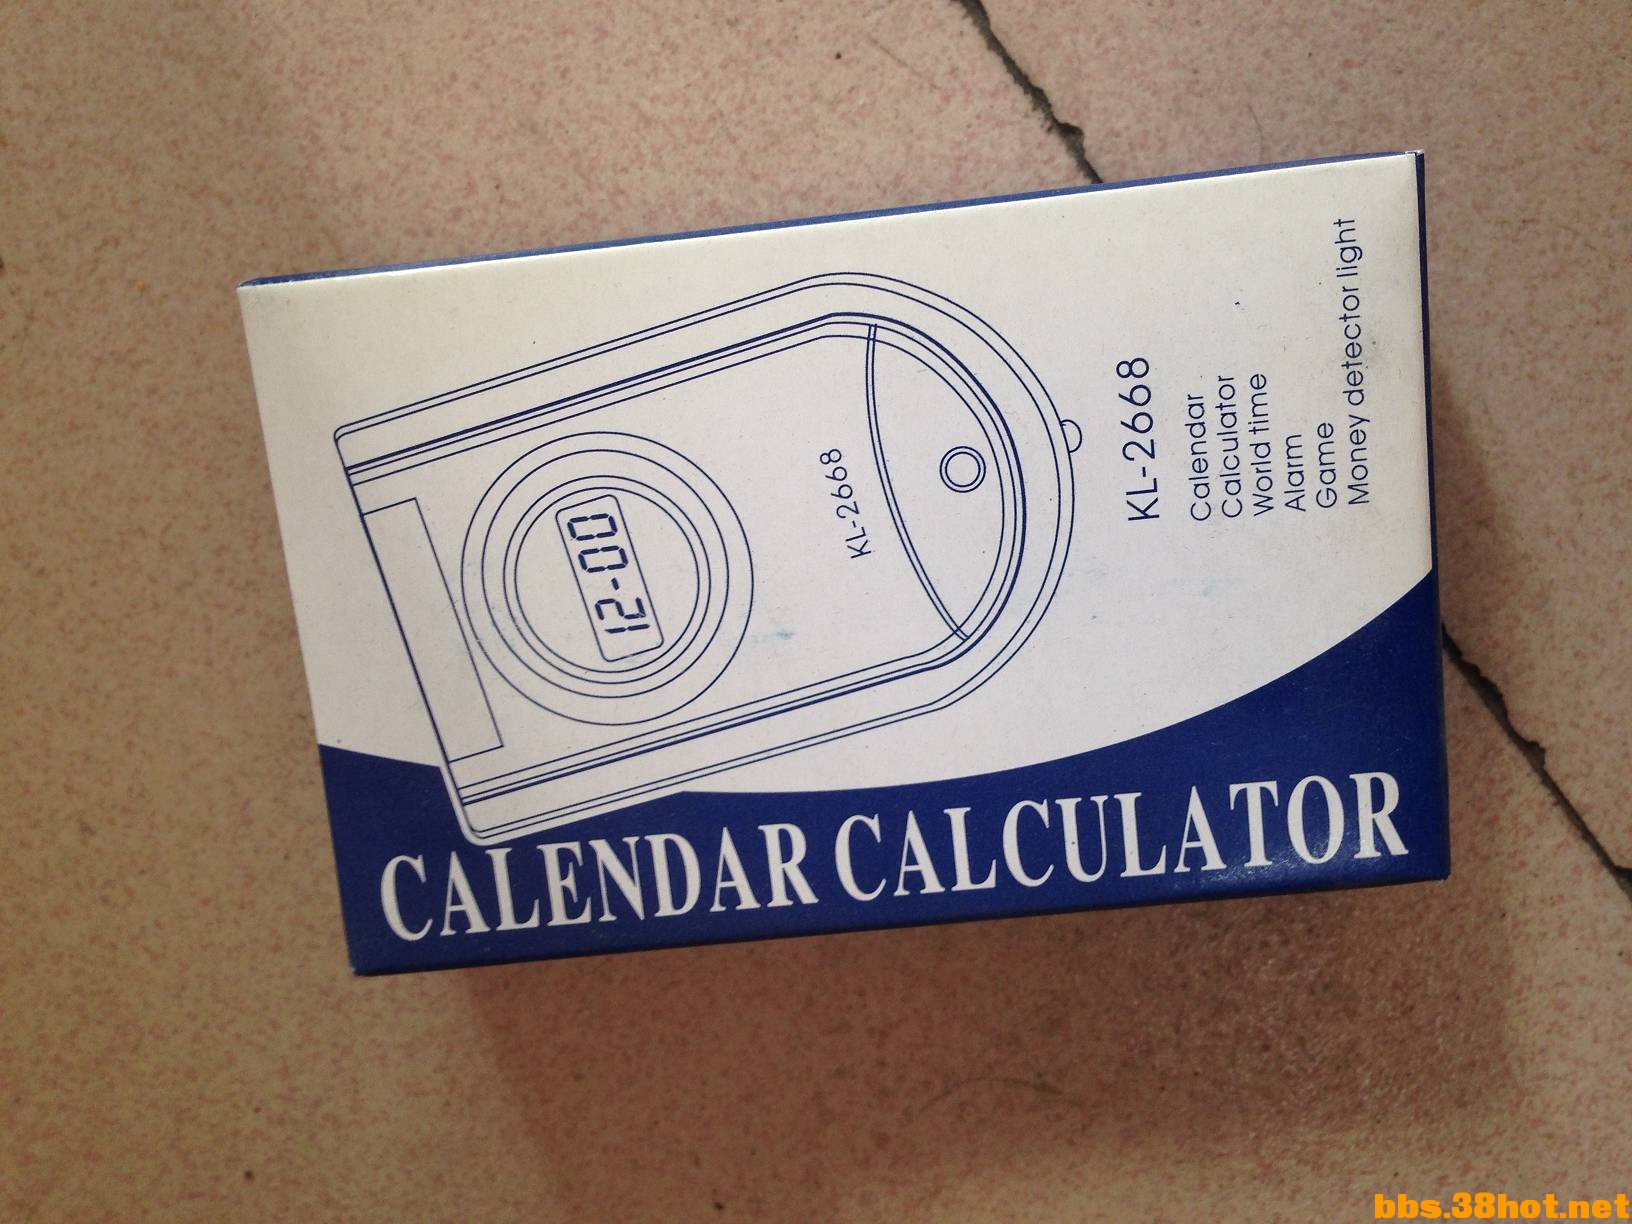 12-00
KL-2668
KL-2668
Calendar
Calculator
World time
Alarm
Game
Money detector light
CALENDAR CALCULATOR
bbs.38hot.net